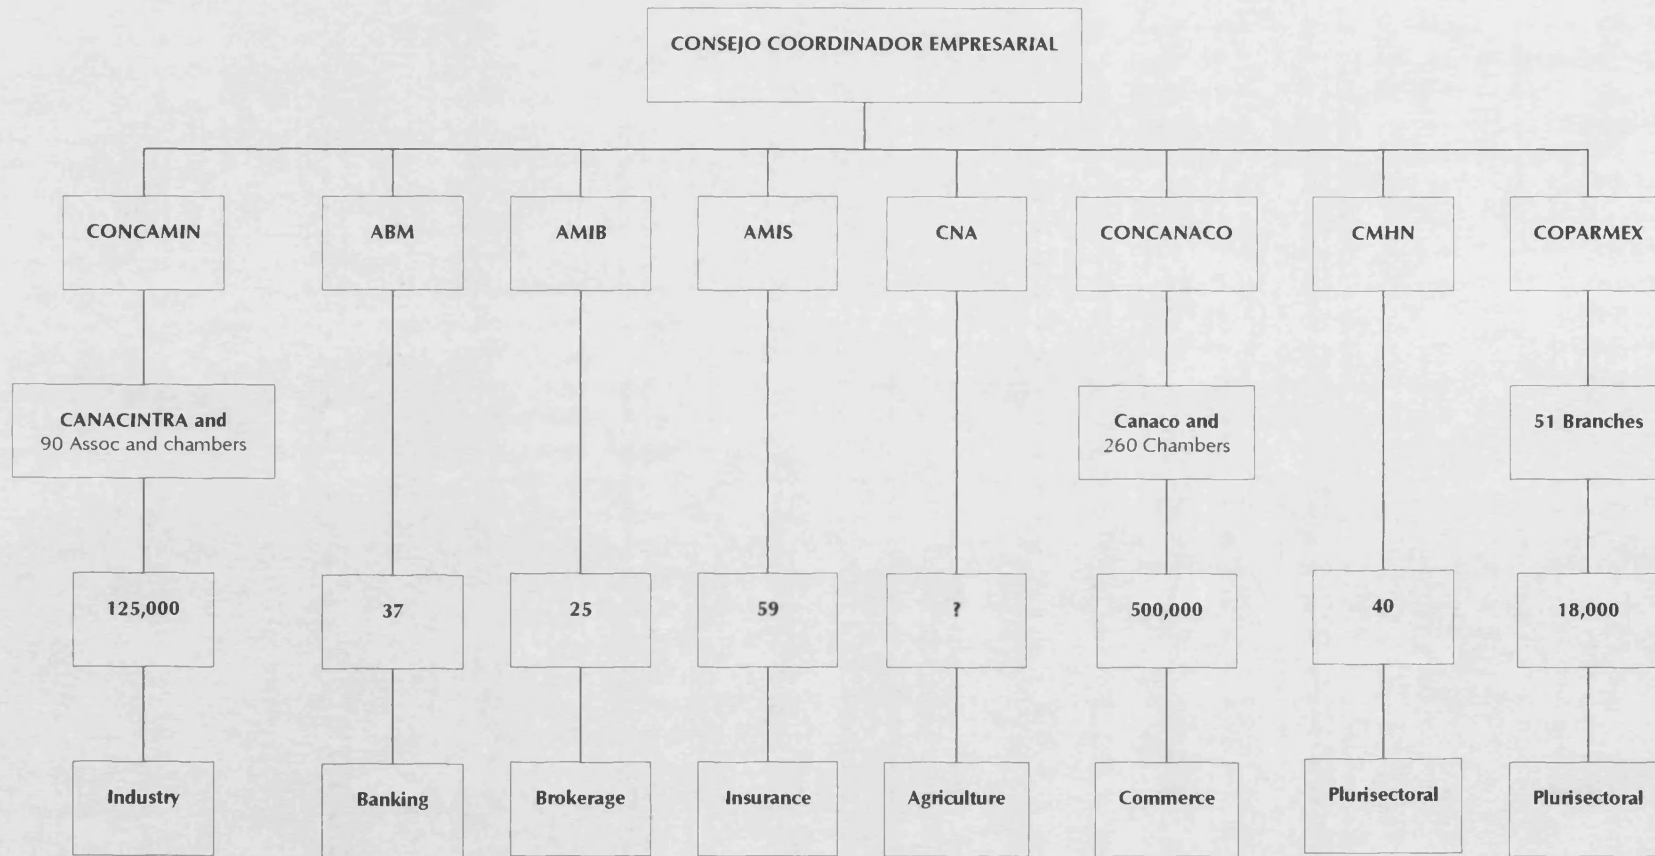 CONSEJO COORDINADOR EMPRESARIAL
CONCAMIN
ABM
AMIB
AMIS
CNA
CONCANACO
CMHN
COPARMEX
CANACINTRA and
90 Assoc and chambers
Canaco and
260 Chambers
51 Branches
125,000
37
25
59
?
500,000
40
18,000
Industry
Banking
Brokerage
Insurance
Agriculture
Commerce
Plurisectoral
Plurisectoral